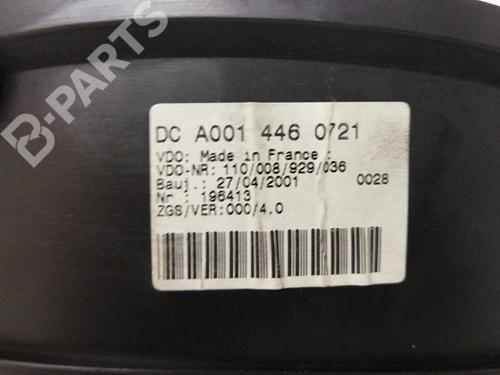 DC A001 446 0721
VDO: Made in France :
VDO-NR: 110/008/929/036
Bauj.: 27/04/2001 0028
Nr : 196413
ZGS/VER:000/4.0
B-PARTS